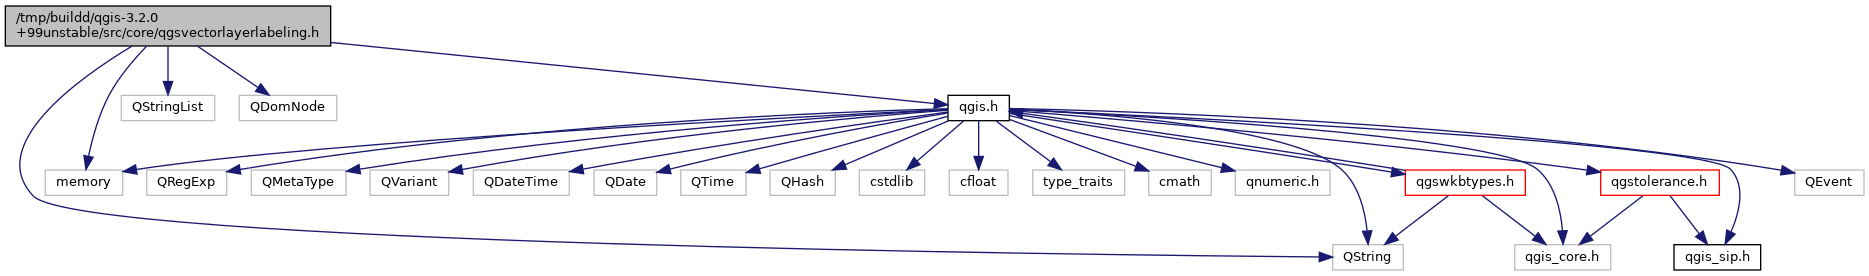 /tmp/buildd/qgis-3.2.0
+99unstable/src/core/qgsvectorlayerlabeling.h
QStringList
QDomNode
qgis.h
memory
QRegExp
QMetaType
QVariant
QDateTime
QDate
QTime
QHash
cstdlib
cfloat
type_traits
cmath
qnumeric.h
qgswkbtypes.h
qgstolerance.h
QEvent
QString
qgis_core.h
qgis_sip.h